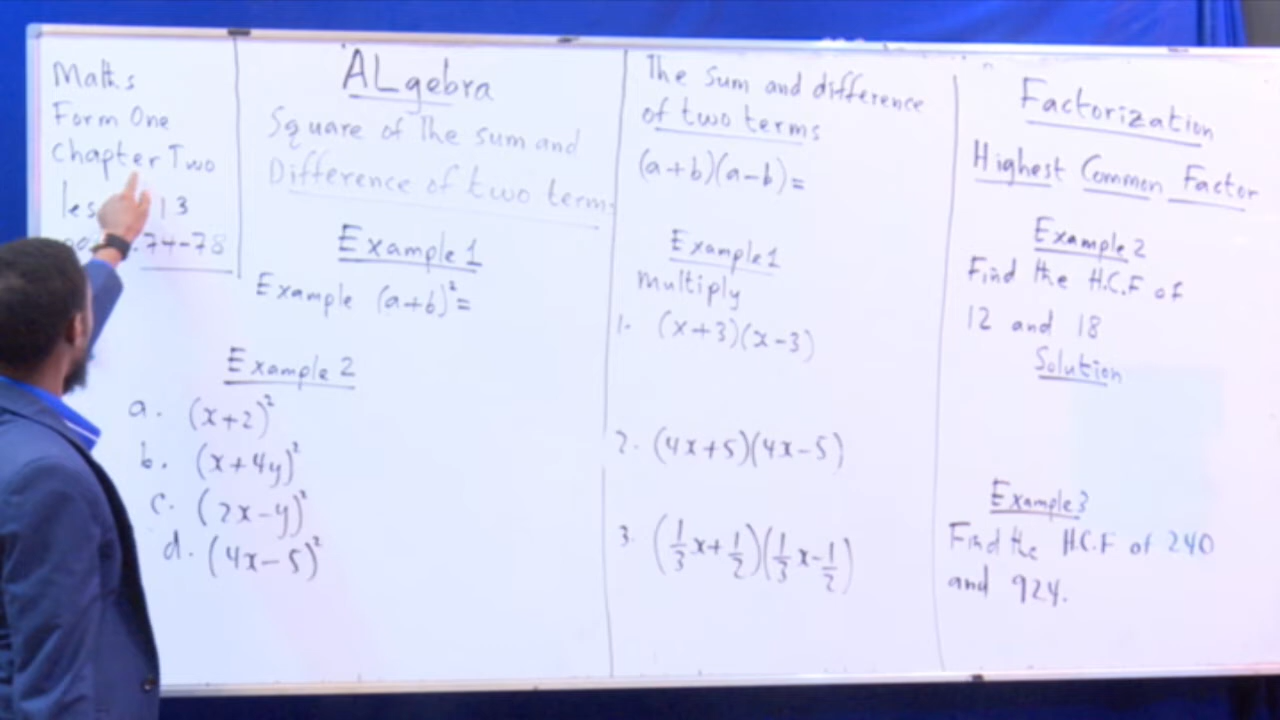 Maths
Form One
Chapter Two
13
74-78
ALgebra
Square of The sum and
Difference of two terms
Example 1
Example (a+b)²=
Example 2
a. (x+2)²
b. (x+4y)²
c. (2x-y)²
d. (4x-5)²
The sum and difference
of two terms
(a+b)(a-b)=
Example 1
multiply
1. (x+3)(x-3)
2. (4x+5)(4x-5)
3. (1/3 x+1/2)(1/3 x-1/2)
Factorization
Highest Common Factor
Example 2
Find the H.C.F of
12 and 18
Solution
Example 3
Find the H.C.F of 240
and 924.